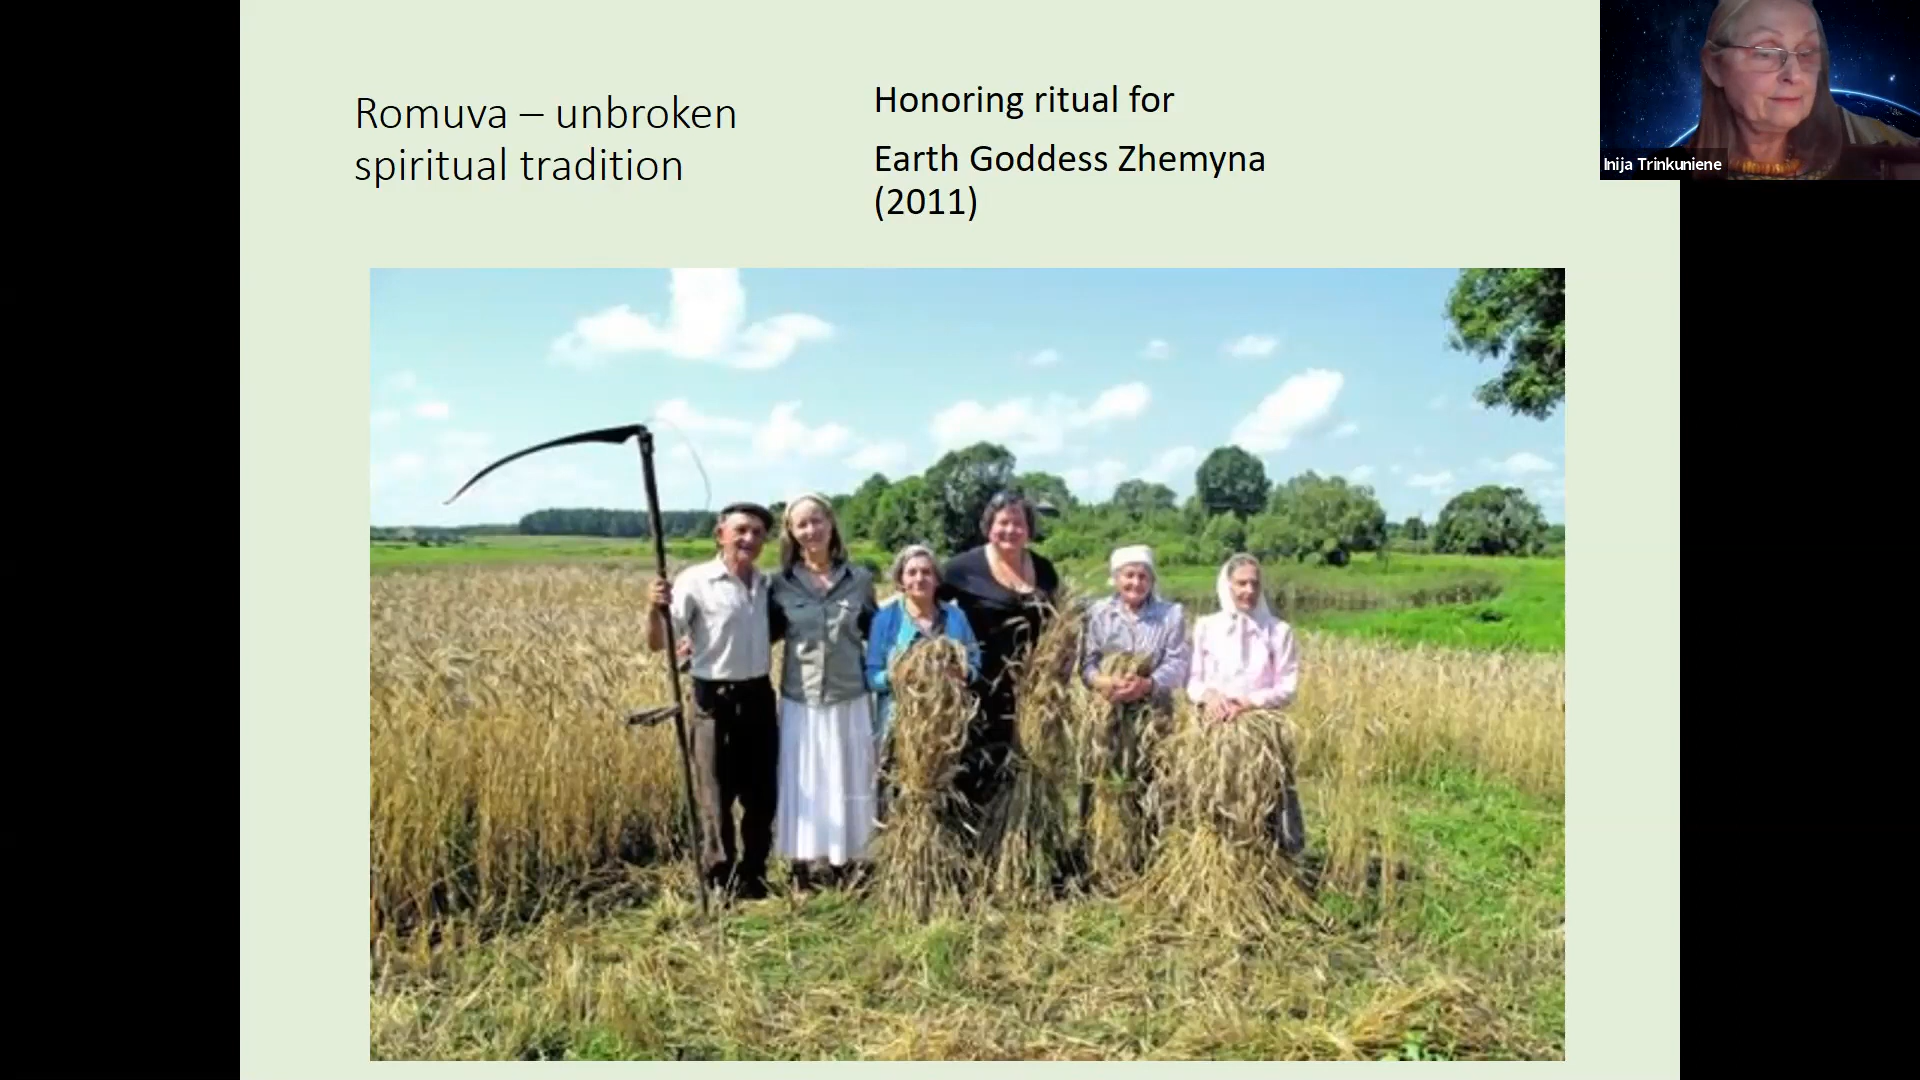 Romuva – unbroken
spiritual tradition
Honoring ritual for
Earth Goddess Zhemyna
(2011)
Inija Trinkuniene